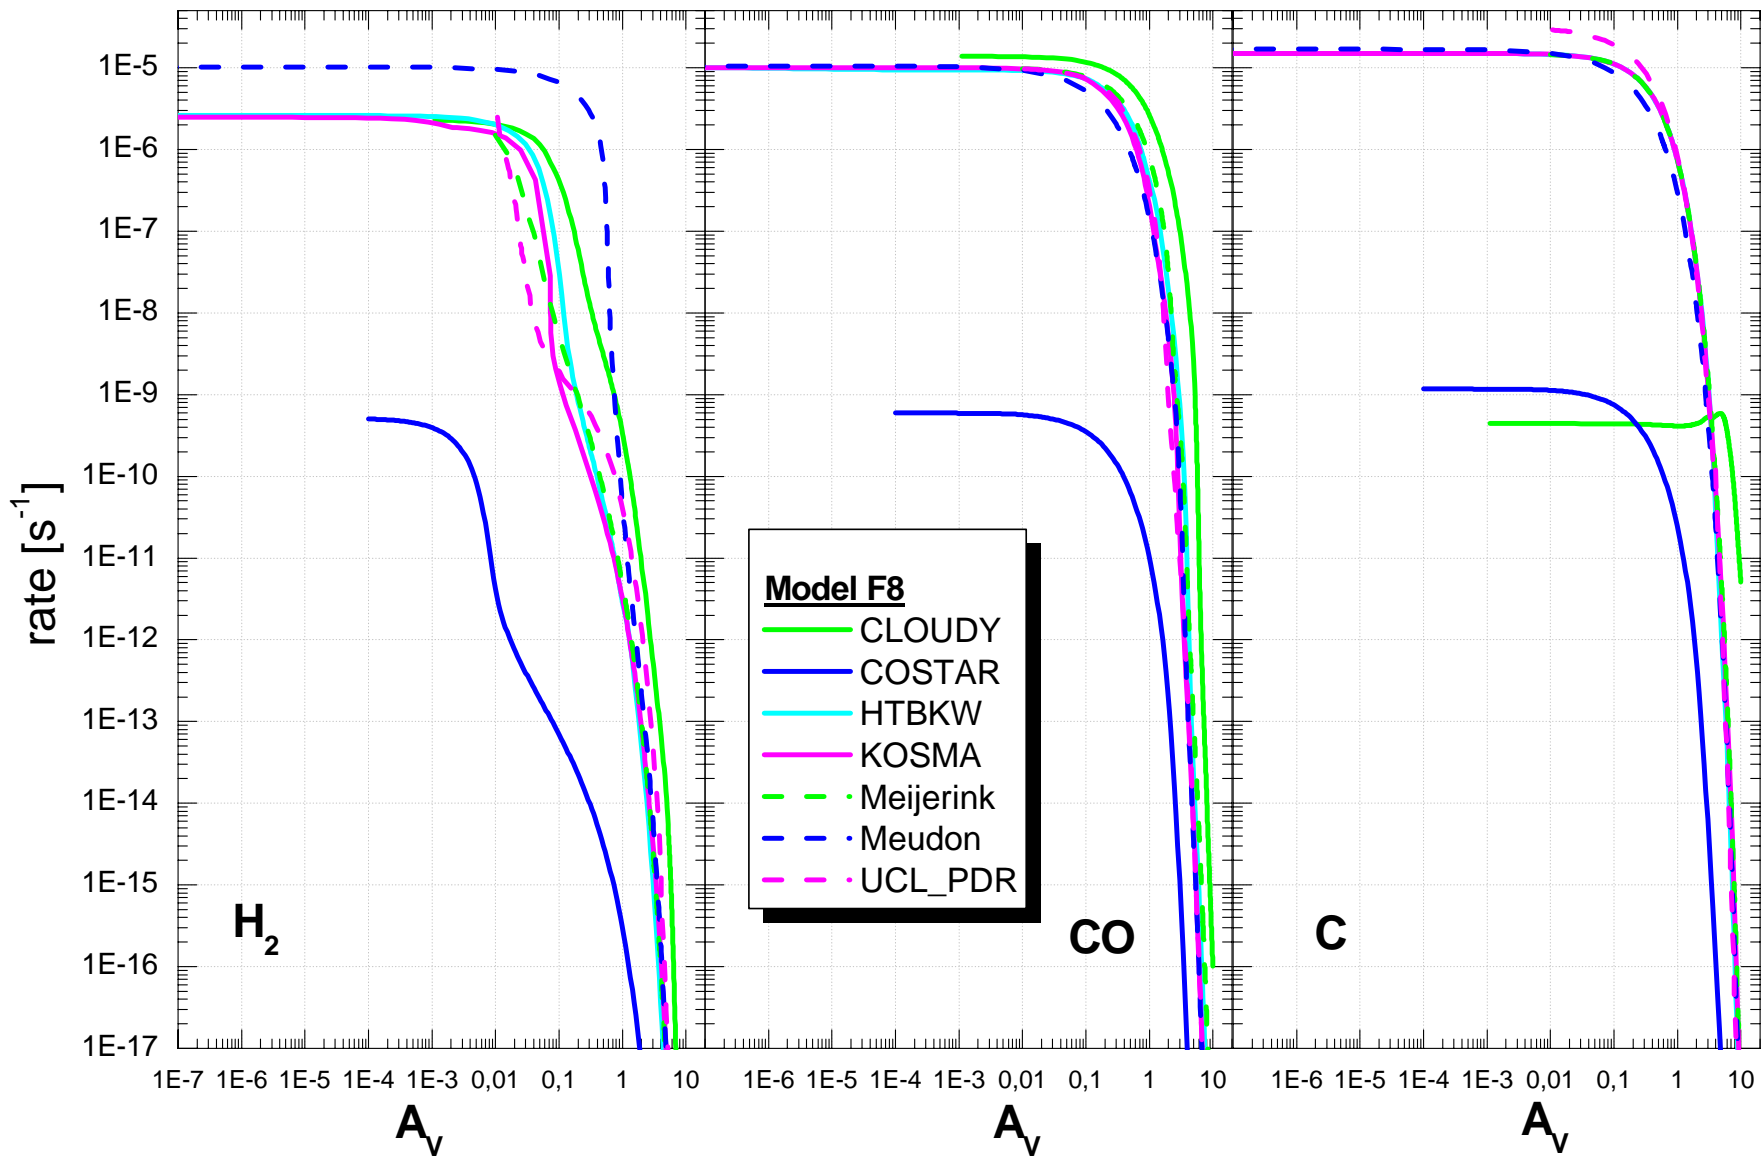 rate [s⁻¹]
1E-5
1E-6
1E-7
1E-8
1E-9
1E-10
1E-11
1E-12
1E-13
1E-14
1E-15
1E-16
1E-17
Model F8
CLOUDY
COSTAR
HTBKW
KOSMA
Meijerink
Meudon
UCL_PDR
H₂
CO
C
1E-7 1E-6 1E-5 1E-4 1E-3 0,01 0,1 1 10
1E-6 1E-5 1E-4 1E-3 0,01 0,1 1 10
1E-6 1E-5 1E-4 1E-3 0,01 0,1 1 10
A_V
A_V
A_V